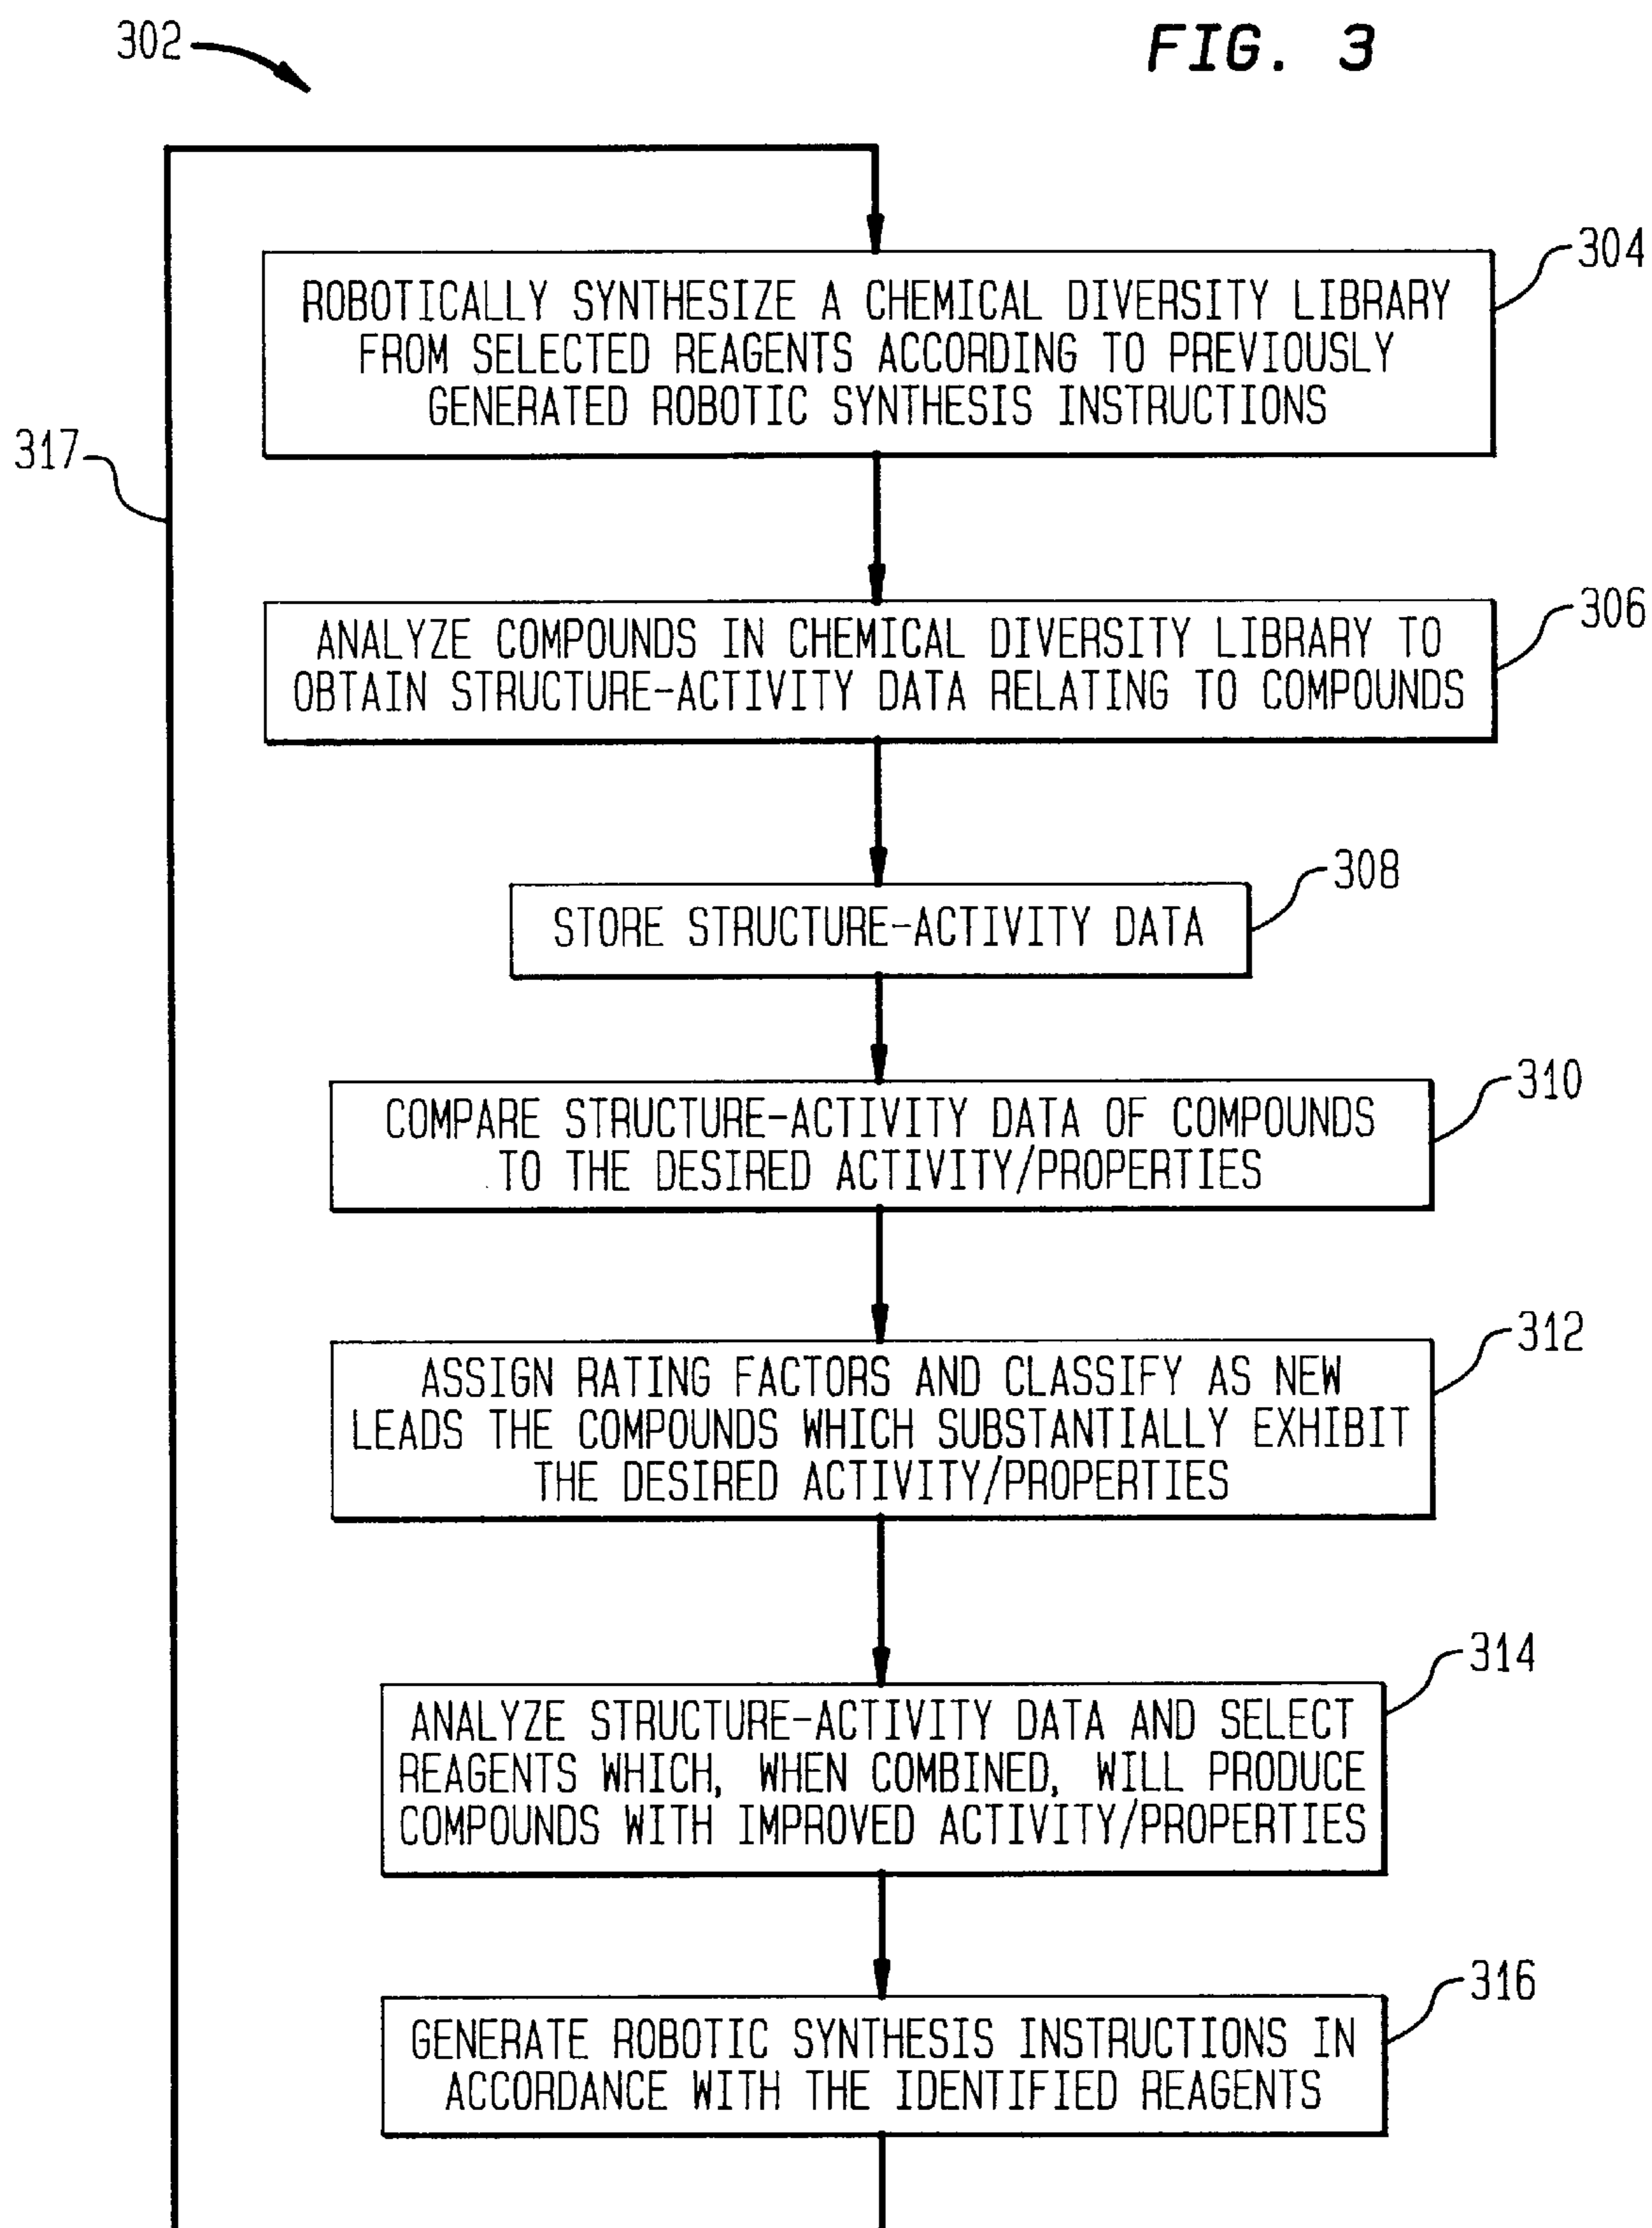 302
FIG. 3
304
ROBOTICALLY SYNTHESIZE A CHEMICAL DIVERSITY LIBRARY
FROM SELECTED REAGENTS ACCORDING TO PREVIOUSLY
GENERATED ROBOTIC SYNTHESIS INSTRUCTIONS
317
306
ANALYZE COMPOUNDS IN CHEMICAL DIVERSITY LIBRARY TO
OBTAIN STRUCTURE-ACTIVITY DATA RELATING TO COMPOUNDS
308
STORE STRUCTURE-ACTIVITY DATA
310
COMPARE STRUCTURE-ACTIVITY DATA OF COMPOUNDS
TO THE DESIRED ACTIVITY/PROPERTIES
312
ASSIGN RATING FACTORS AND CLASSIFY AS NEW
LEADS THE COMPOUNDS WHICH SUBSTANTIALLY EXHIBIT
THE DESIRED ACTIVITY/PROPERTIES
314
ANALYZE STRUCTURE-ACTIVITY DATA AND SELECT
REAGENTS WHICH, WHEN COMBINED, WILL PRODUCE
COMPOUNDS WITH IMPROVED ACTIVITY/PROPERTIES
316
GENERATE ROBOTIC SYNTHESIS INSTRUCTIONS IN
ACCORDANCE WITH THE IDENTIFIED REAGENTS